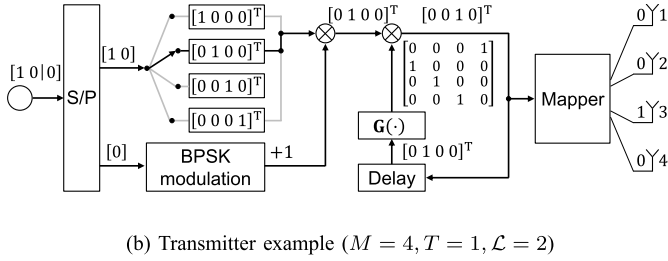 [1 0|0]
S/P
[1 0]
[1 0 0 0]ᵀ
[0 1 0 0]ᵀ
[0 0 1 0]ᵀ
[0 0 0 1]ᵀ
[0]
BPSK
modulation
+1
[0 1 0 0]ᵀ
[0 0 1 0]ᵀ
0 0 0 1
1 0 0 0
0 1 0 0
0 0 1 0
G(·)
[0 1 0 0]ᵀ
Delay
Mapper
0 1
0 2
1 3
0 4
(b) Transmitter example (M = 4, T = 1, ℒ = 2)